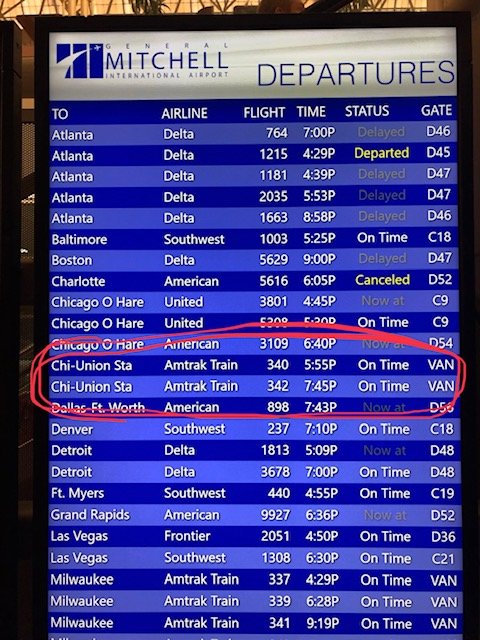 GENERAL
MITCHELL
INTERNATIONAL AIRPORT
DEPARTURES
TO AIRLINE FLIGHT TIME STATUS GATE
Atlanta Delta 764 7:00P Delayed D46
Atlanta Delta 1215 4:29P Departed D45
Atlanta Delta 1181 4:39P Delayed D47
Atlanta Delta 2035 5:53P Delayed D47
Atlanta Delta 1663 8:58P Delayed D46
Baltimore Southwest 1003 5:25P On Time C18
Boston Delta 5629 9:00P Delayed D47
Charlotte American 5616 6:05P Canceled D52
Chicago O Hare United 3801 4:45P Now at C9
Chicago O Hare United 5308 5:30P On Time C9
Chicago O Hare American 3109 6:40P Now at D54
Chi-Union Sta Amtrak Train 340 5:55P On Time VAN
Chi-Union Sta Amtrak Train 342 7:45P On Time VAN
Dallas-Ft. Worth American 898 7:43P Now at D56
Denver Southwest 237 7:10P On Time C18
Detroit Delta 1813 5:09P Now at D48
Detroit Delta 3678 7:00P On Time D48
Ft. Myers Southwest 440 4:55P On Time C19
Grand Rapids American 9927 6:36P Now at D52
Las Vegas Frontier 2051 4:50P On Time D36
Las Vegas Southwest 1308 6:30P On Time C21
Milwaukee Amtrak Train 337 4:29P On Time VAN
Milwaukee Amtrak Train 339 6:28P On Time VAN
Milwaukee Amtrak Train 341 9:19P On Time VAN